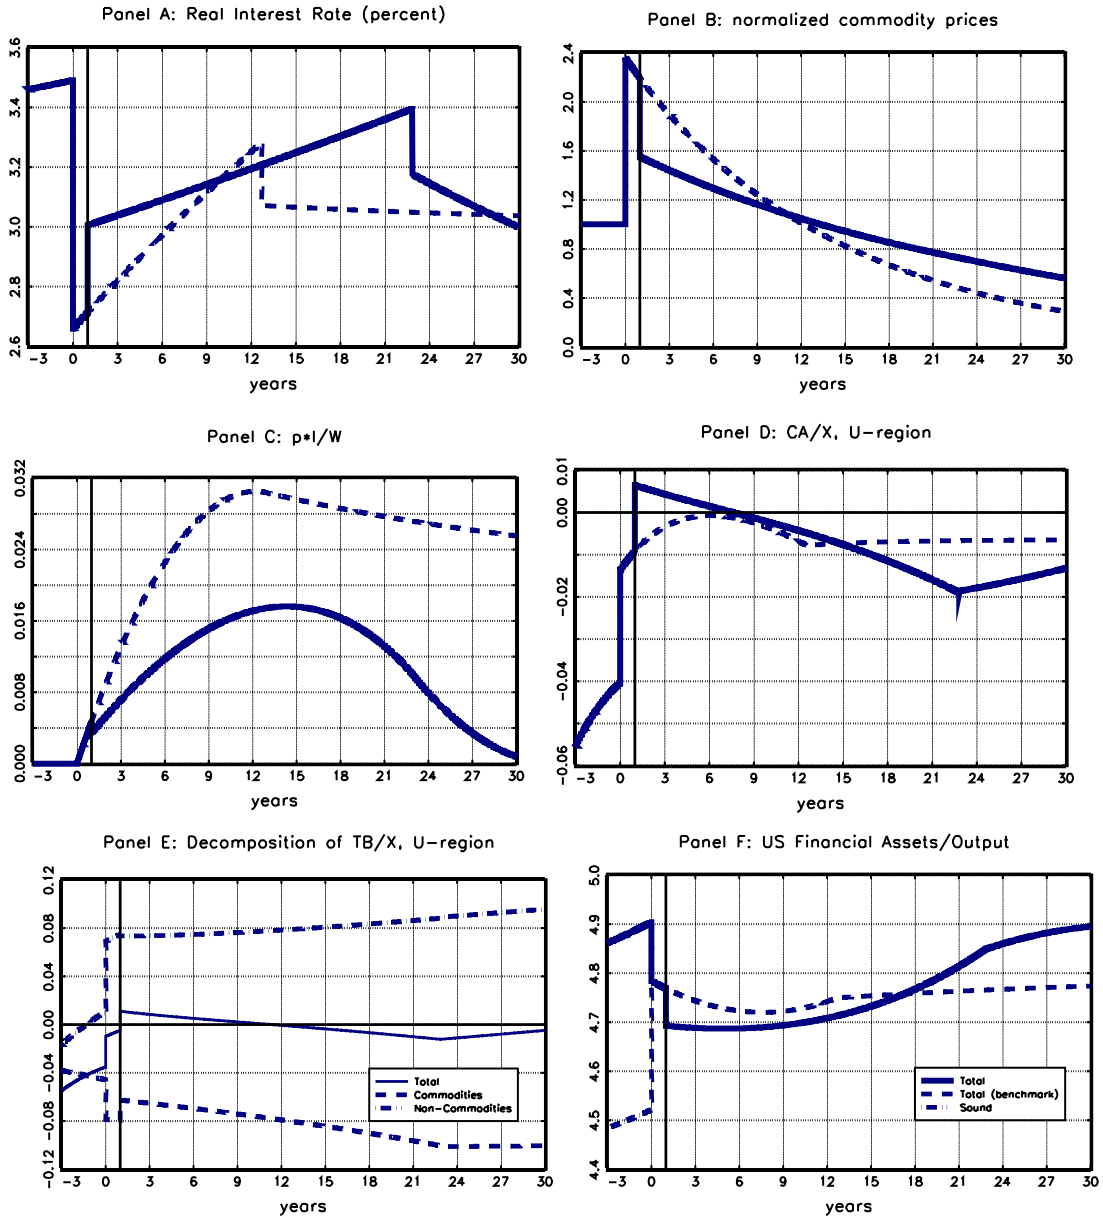 Panel A: Real Interest Rate (percent)
3.6
3.4
3.2
3.0
2.8
2.6
-3 0 3 6 9 12 15 18 21 24 27 30
years
Panel B: normalized commodity prices
2.4
2.0
1.6
1.2
0.8
0.4
0.0
-3 0 3 6 9 12 15 18 21 24 27 30
years
Panel C: p*I/W
0.032
0.024
0.016
0.008
0.000
-3 0 3 6 9 12 15 18 21 24 27 30
years
Panel D: CA/X, U-region
0.01
0.00
-0.02
-0.04
-0.06
-3 0 3 6 9 12 15 18 21 24 27 30
years
Panel E: Decomposition of TB/X, U-region
0.12
0.08
0.04
0.00
-0.04
-0.08
-0.12
Total
Commodities
Non-Commodities
-3 0 3 6 9 12 15 18 21 24 27 30
years
Panel F: US Financial Assets/Output
5.0
4.9
4.8
4.7
4.6
4.5
4.4
Total
Total (benchmark)
Sound
-3 0 3 6 9 12 15 18 21 24 27 30
years